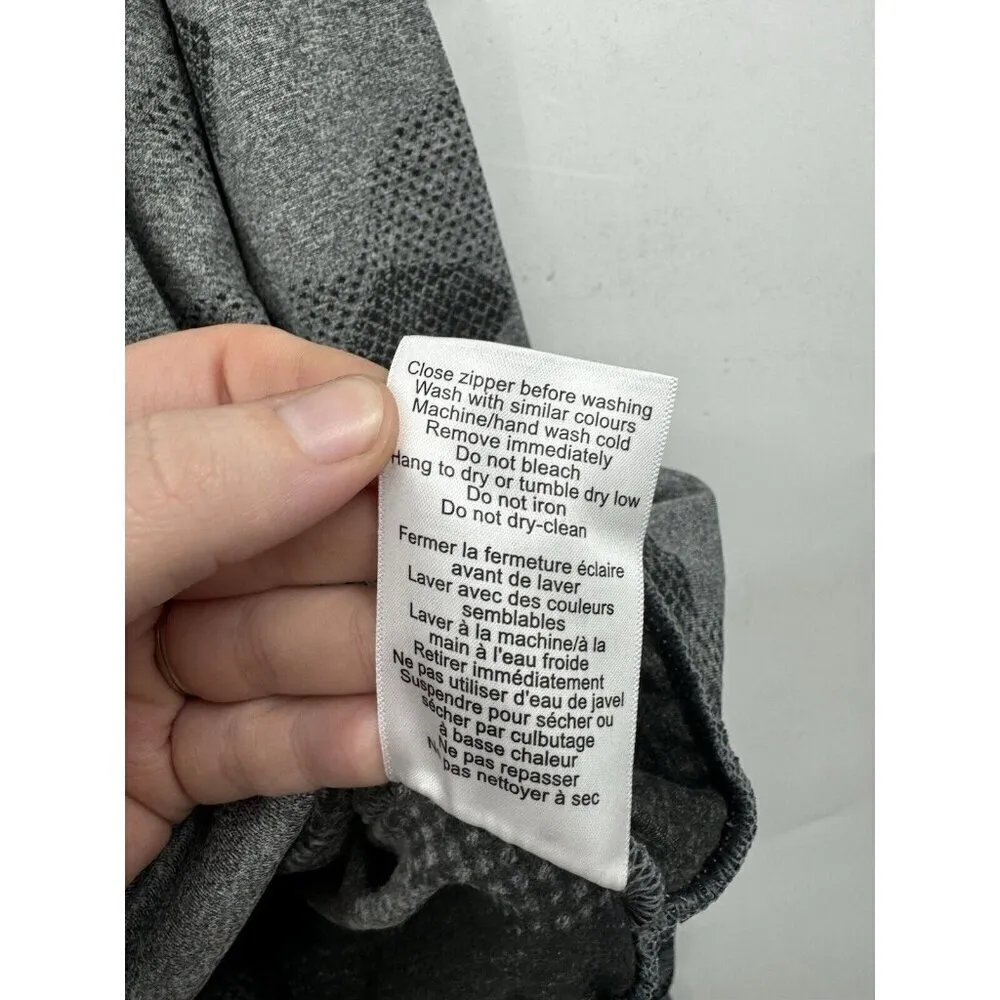 Close zipper before washing
Wash with similar colours
Machine/hand wash cold
Remove immediately
Do not bleach
Hang to dry or tumble dry low
Do not iron
Do not dry-clean
Fermer la fermeture éclaire
avant de laver
Laver avec des couleurs
semblables
Laver à la machine/à la
main à l'eau froide
Retirer immédiatement
Ne pas utiliser d'eau de javel
Suspendre pour sécher ou
sécher par culbutage
à basse chaleur
Ne pas repasser
pas nettoyer à sec